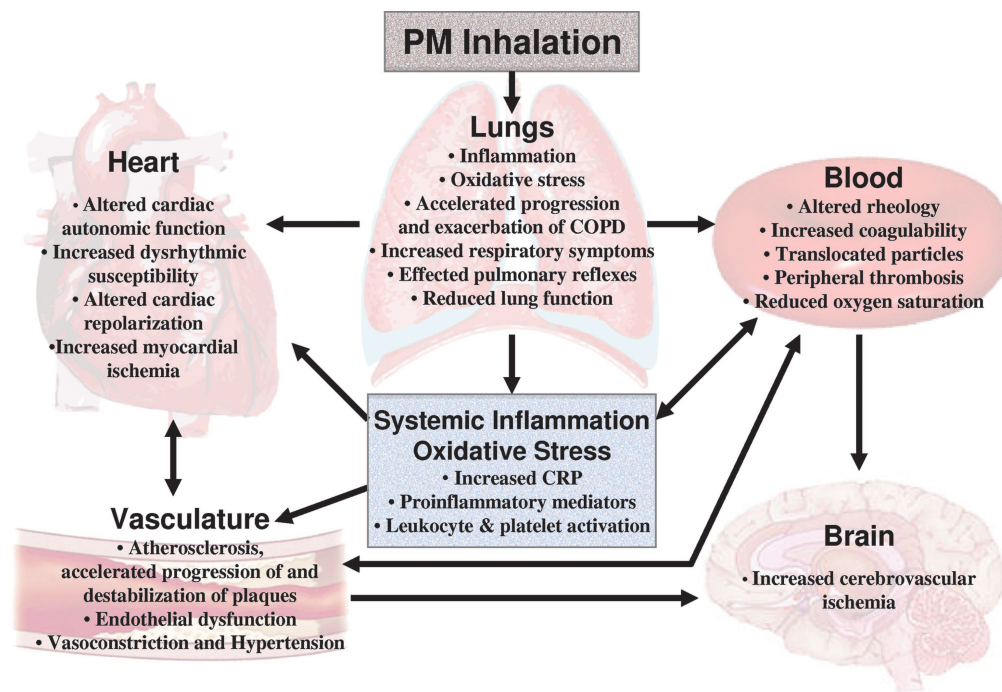 PM Inhalation
Lungs
• Inflammation
• Oxidative stress
• Accelerated progression
and exacerbation of COPD
• Increased respiratory symptoms
• Effected pulmonary reflexes
• Reduced lung function
Heart
• Altered cardiac
autonomic function
• Increased dysrhythmic
susceptibility
• Altered cardiac
repolarization
•Increased myocardial
ischemia
Blood
• Altered rheology
• Increased coagulability
• Translocated particles
• Peripheral thrombosis
• Reduced oxygen saturation
Systemic Inflammation
Oxidative Stress
• Increased CRP
• Proinflammatory mediators
• Leukocyte & platelet activation
Vasculature
• Atherosclerosis,
accelerated progression of and
destabilization of plaques
• Endothelial dysfunction
• Vasoconstriction and Hypertension
Brain
• Increased cerebrovascular
ischemia